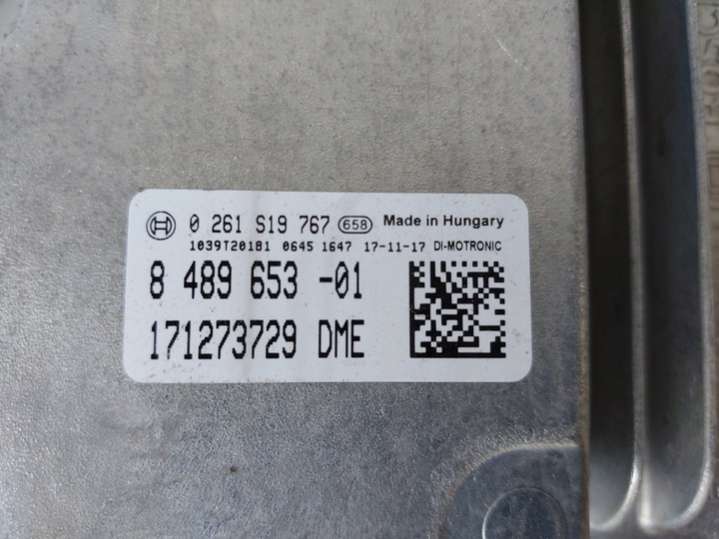 0 261 S19 767 658 Made in Hungary
1039T20181 0645 1647 17-11-17 DI-MOTRONIC
8 489 653 -01
171273729 DME